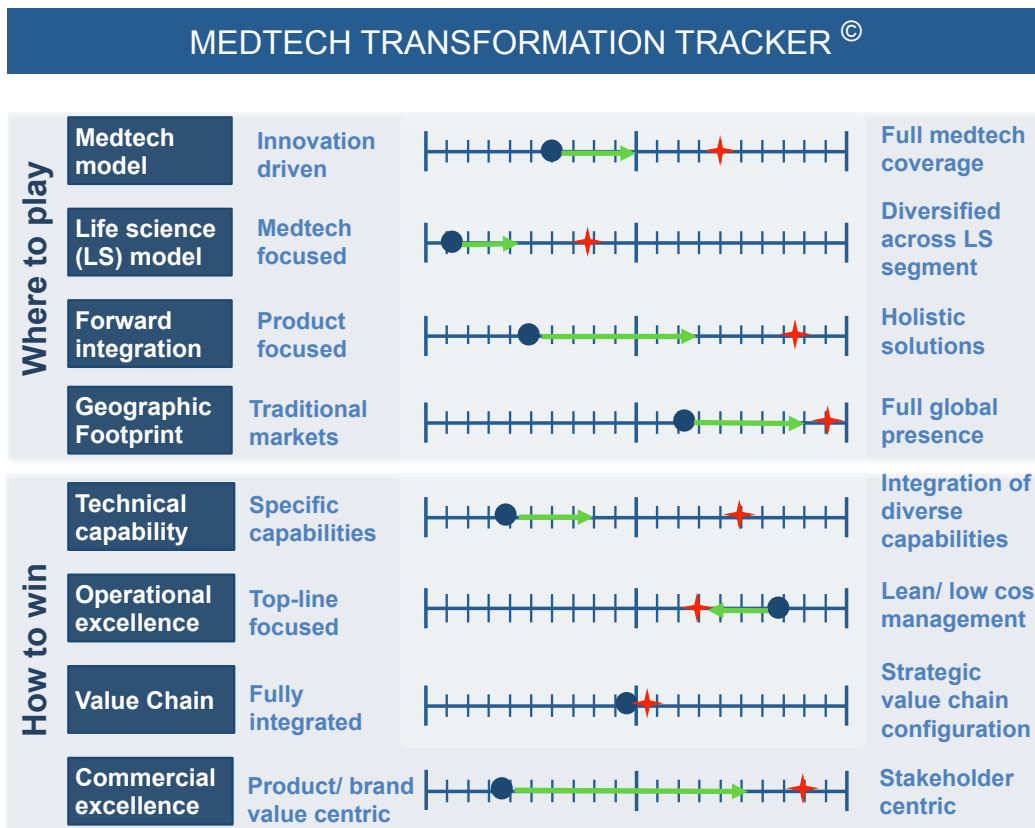 MEDTECH TRANSFORMATION TRACKER ©
Where to play
Medtech
model
Innovation
driven
Full medtech
coverage
Life science
(LS) model
Medtech
focused
Diversified
across LS
segment
Forward
integration
Product
focused
Holistic
solutions
Geographic
Footprint
Traditional
markets
Full global
presence
How to win
Technical
capability
Specific
capabilities
Integration of
diverse
capabilities
Operational
excellence
Top-line
focused
Lean/ low cos
management
Value Chain
Fully
integrated
Strategic
value chain
configuration
Commercial
excellence
Product/ brand
value centric
Stakeholder
centric